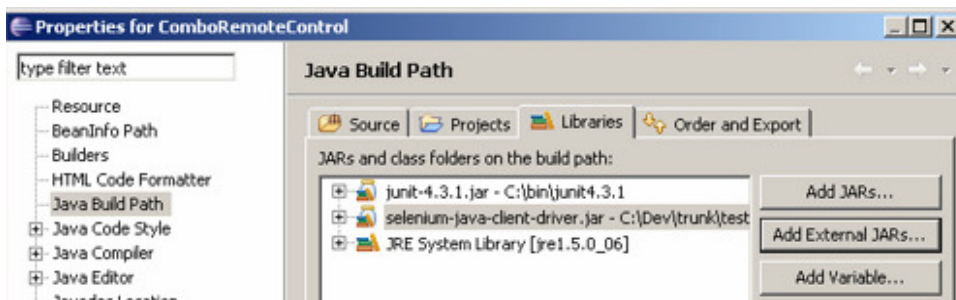 Properties for ComboRemoteControl
type filter text
Resource
BeanInfo Path
Builders
HTML Code Formatter
Java Build Path
Java Code Style
Java Compiler
Java Editor
Javadoc Location
Java Build Path
Source
Projects
Libraries
Order and Export
JARs and class folders on the build path:
junit-4.3.1.jar - C:\bin\junit4.3.1
selenium-java-client-driver.jar - C:\Dev\trunk\test
JRE System Library [jre1.5.0_06]
Add JARs...
Add External JARs...
Add Variable...